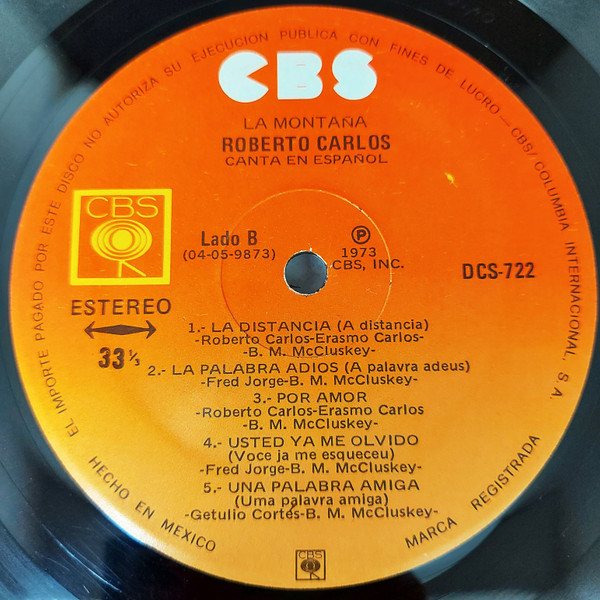 EL IMPORTE PAGADO POR ESTE DISCO NO AUTORIZA SU EJECUCION PUBLICA CON FINES DE LUCRO — CBS/COLUMBIA INTERNACIONAL, S.A.
CBS
LA MONTAÑA
ROBERTO CARLOS
CANTA EN ESPAÑOL
CBS
ESTEREO
33 1/3
Lado B
(04-05-9873)
P
1973
CBS, INC.
DCS-722
1.- LA DISTANCIA (A distancia)
-Roberto Carlos-Erasmo Carlos-
-B. M. McCluskey-
2.- LA PALABRA ADIOS (A palabra adeus)
-Fred Jorge-B. M. McCluskey-
3.- POR AMOR
-Roberto Carlos-Erasmo Carlos
-B. M. McCluskey-
4.- USTED YA ME OLVIDO
(Voce ja me esqueceu)
-Fred Jorge-B. M. McCluskey-
5.- UNA PALABRA AMIGA
(Uma palavra amiga)
-Getulio Cortés-B. M. McCluskey-
HECHO EN MEXICO
CBS
MARCA REGISTRADA